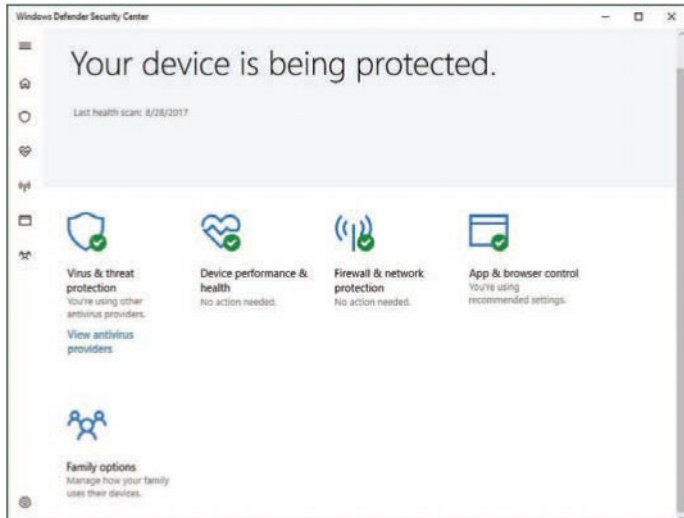 Windows Defender Security Center
Your device is being protected.
Last health scan: 8/28/2017
Virus & threat
protection
You're using other
antivirus providers.
View antivirus
providers
Device performance &
health
No action needed.
Firewall & network
protection
No action needed.
App & browser control
You're using
recommended settings.
Family options
Manage how your family
uses their devices.